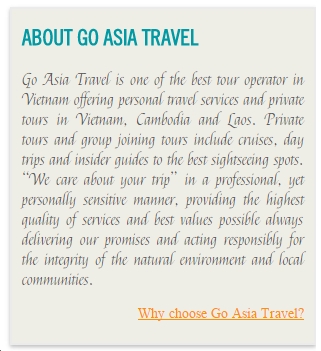 ABOUT GO ASIA TRAVEL
Go Asia Travel is one of the best tour operator in
Vietnam offering personal travel services and private
tours in Vietnam, Cambodia and Laos. Private
tours and group joining tours include cruises, day
trips and insider guides to the best sightseeing spots.
“We care about your trip” in a professional, yet
personally sensitive manner, providing the highest
quality of services and best values possible always
delivering our promises and acting responsibly for
the integrity of the natural environment and local
communities.
Why choose Go Asia Travel?